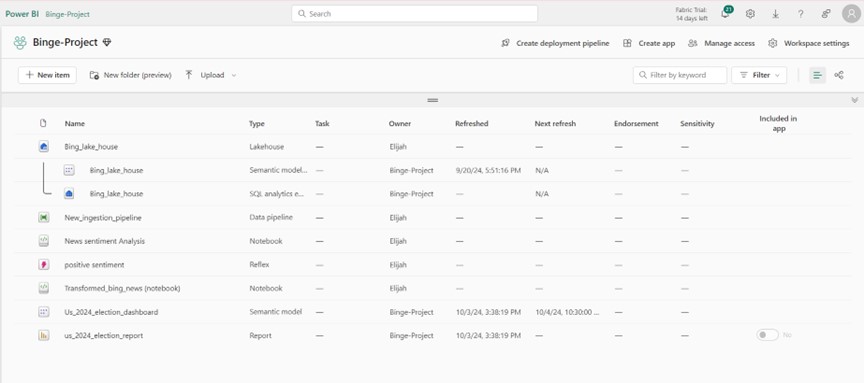 Power BI Binge-Project Search Fabric Trial: 14 days left 21 ?
Binge-Project Create deployment pipeline Create app Manage access Workspace settings
+ New item New folder (preview) Upload Filter by keyword Filter
Name Type Task Owner Refreshed Next refresh Endorsement Sensitivity Included in app
Bing_lake_house Lakehouse — Elijah — — — —
Bing_lake_house Semantic model... — Binge-Project 9/20/24, 5:51:16 PM N/A — —
Bing_lake_house SQL analytics e... — Binge-Project — N/A — —
New_ingestion_pipeline Data pipeline — Elijah — — — —
News sentiment Analysis Notebook — Elijah — — — —
positive sentiment Reflex — Elijah — — — —
Transformed_bing_news (notebook) Notebook — Elijah — — — —
Us_2024_election_dashboard Semantic model — Binge-Project 10/3/24, 3:38:19 PM 10/4/24, 10:30:00 ... — —
us_2024_election_report Report — Binge-Project 10/3/24, 3:38:19 PM — — — No